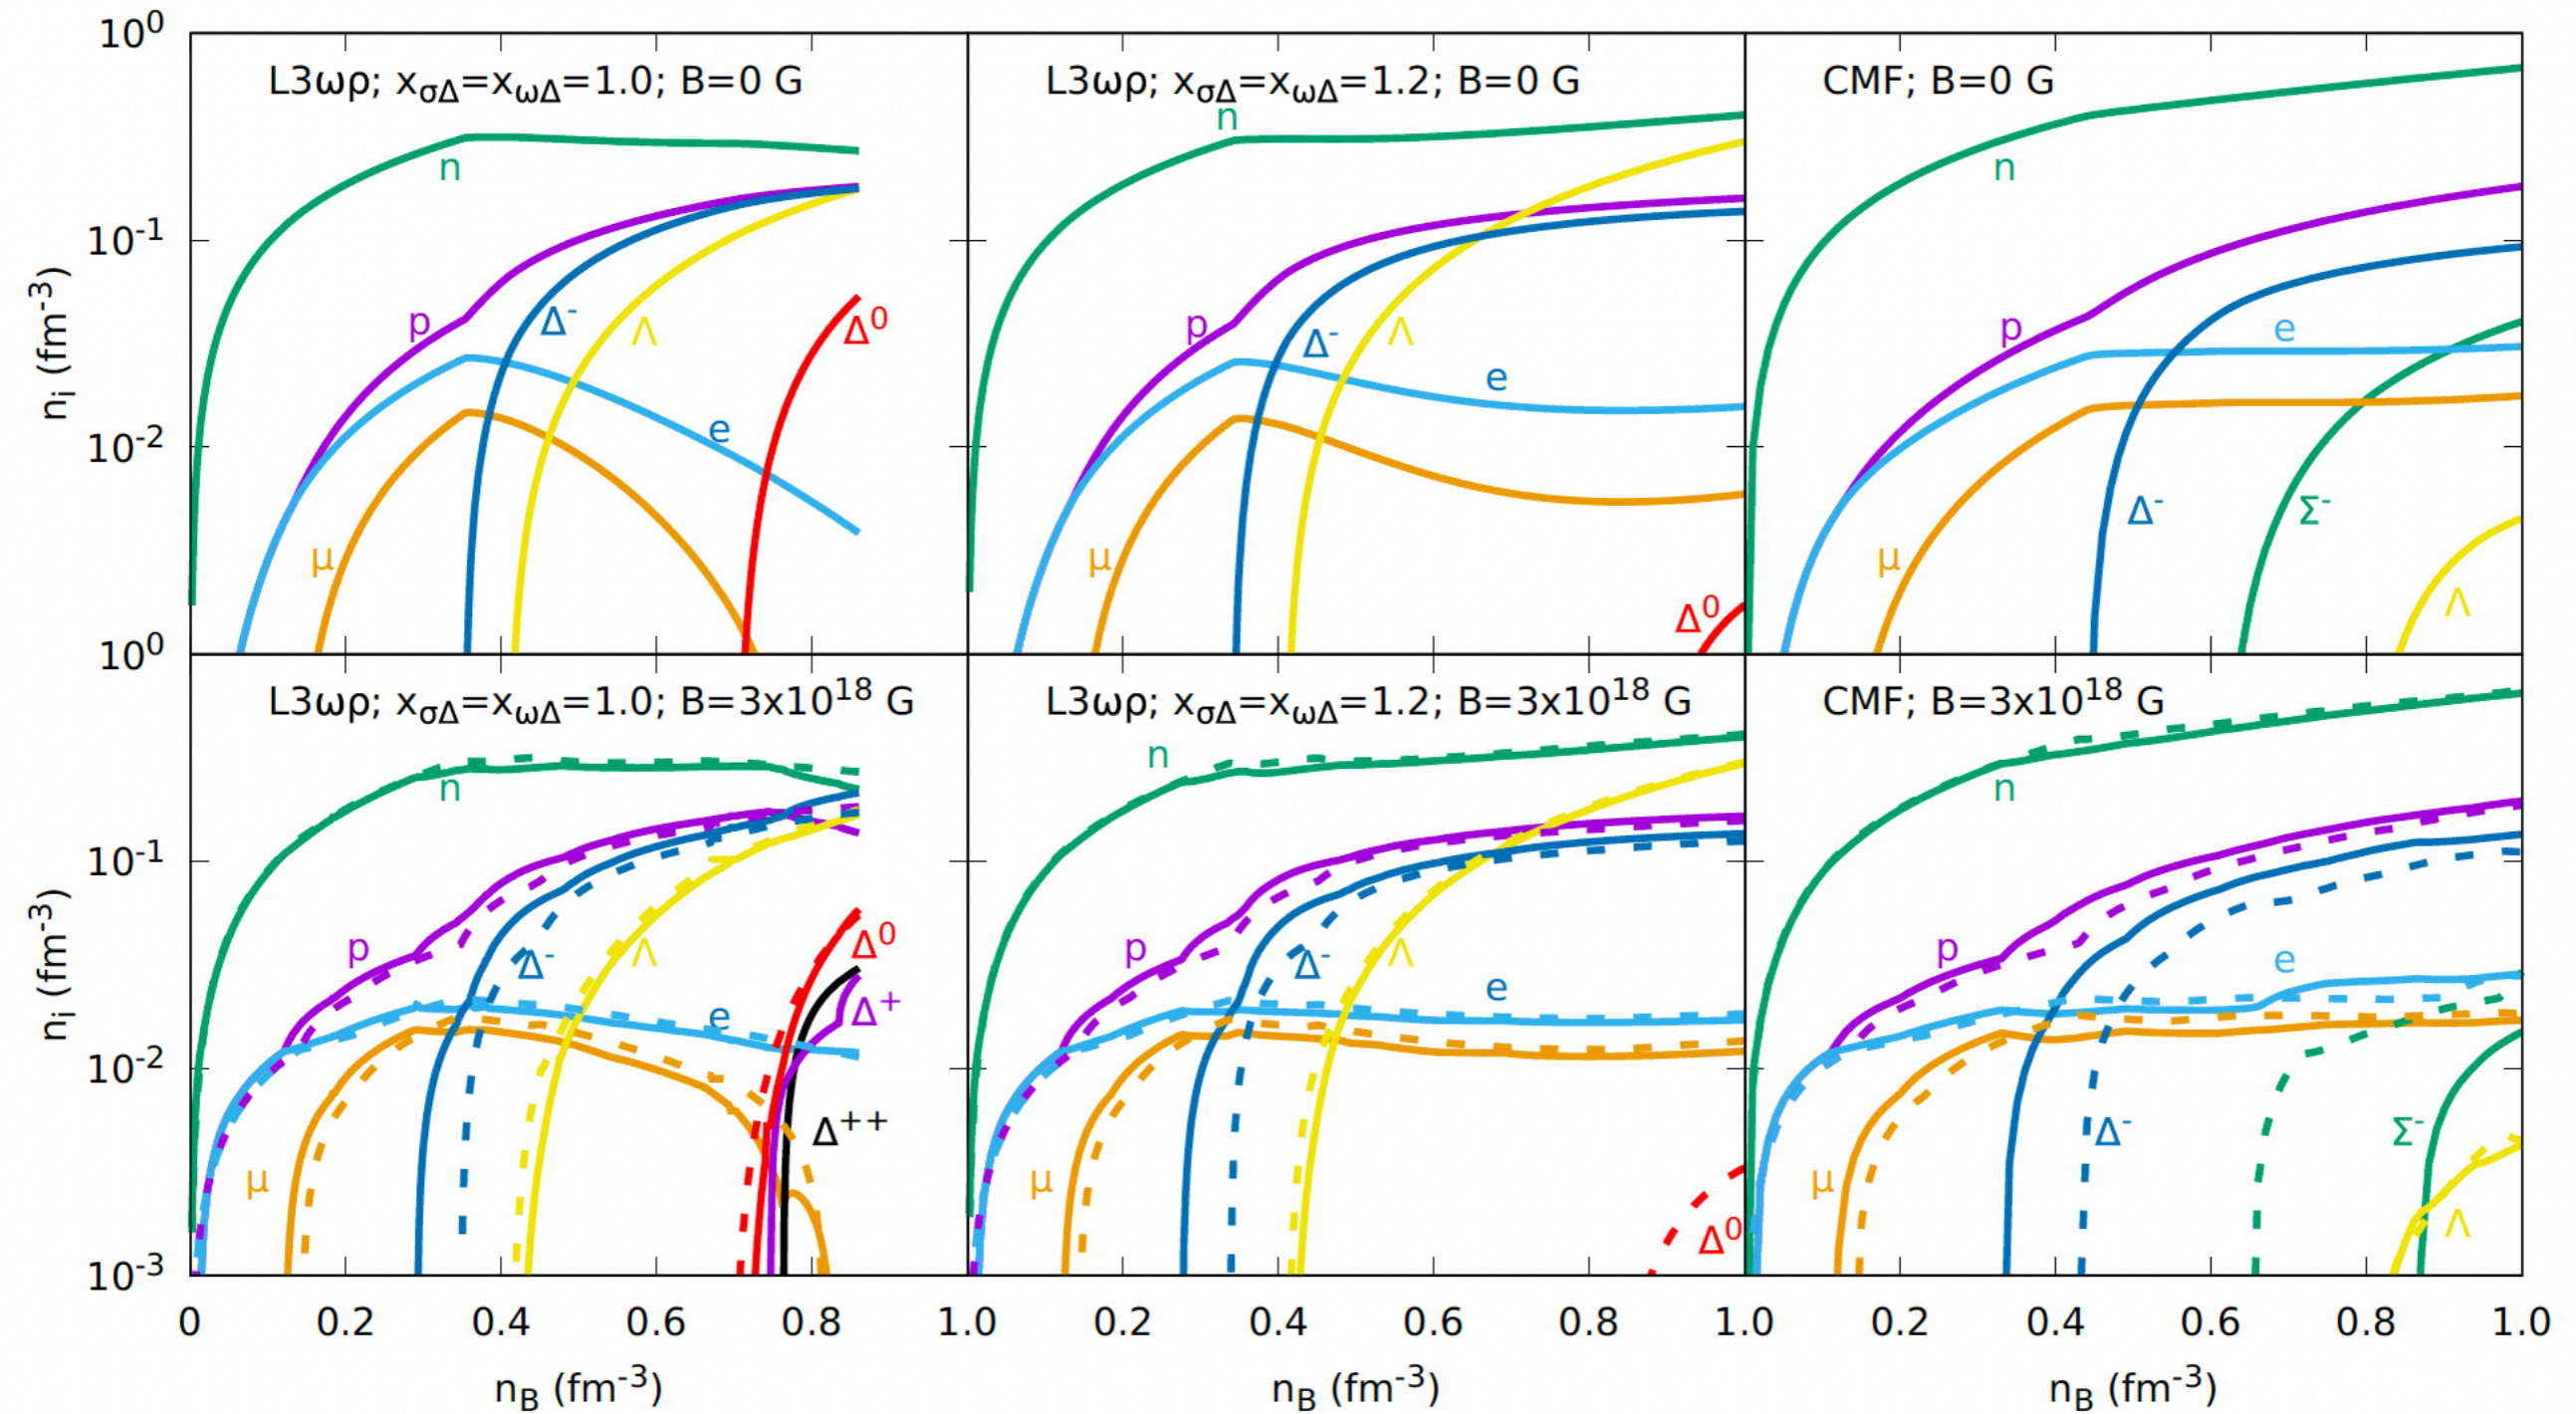 10⁰
L3ωρ; xσΔ=xωΔ=1.0; B=0 G
L3ωρ; xσΔ=xωΔ=1.2; B=0 G
CMF; B=0 G
n
n
n
10⁻¹
nᵢ (fm⁻³)
p
Δ⁻
Λ
Δ⁰
p
Δ⁻
Λ
e
p
e
10⁻²
e
μ
μ
Δ⁰
μ
Δ⁻
Σ⁻
Λ
10⁰
L3ωρ; xσΔ=xωΔ=1.0; B=3x10¹⁸ G
L3ωρ; xσΔ=xωΔ=1.2; B=3x10¹⁸ G
CMF; B=3x10¹⁸ G
n
n
n
10⁻¹
nᵢ (fm⁻³)
p
Δ⁻
Λ
Δ⁰
e
Δ⁺
p
Δ⁻
Λ
e
p
e
10⁻²
μ
Δ⁺⁺
μ
Δ⁰
μ
Δ⁻
Σ⁻
Λ
10⁻³
0 0.2 0.4 0.6 0.8 1.0 0.2 0.4 0.6 0.8 1.0 0.2 0.4 0.6 0.8 1.0
n_B (fm⁻³)
n_B (fm⁻³)
n_B (fm⁻³)